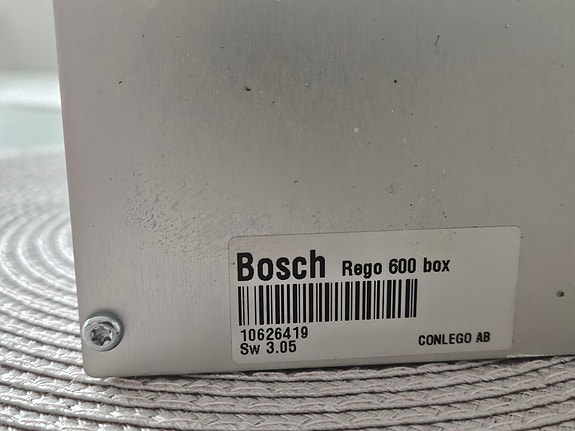 Bosch Rego 600 box
10626419
Sw 3.05
CONLEGO AB